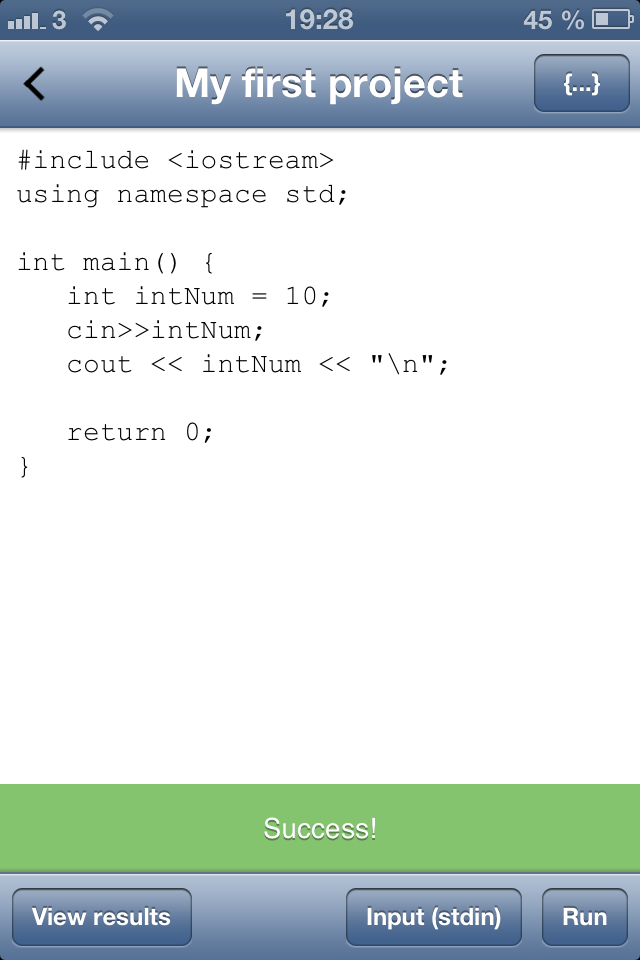 3 19:28 45 %
My first project {...}
#include <iostream>
using namespace std;
int main() {
int intNum = 10;
cin>>intNum;
cout << intNum << "\n";
return 0;
}
Success!
View results Input (stdin) Run